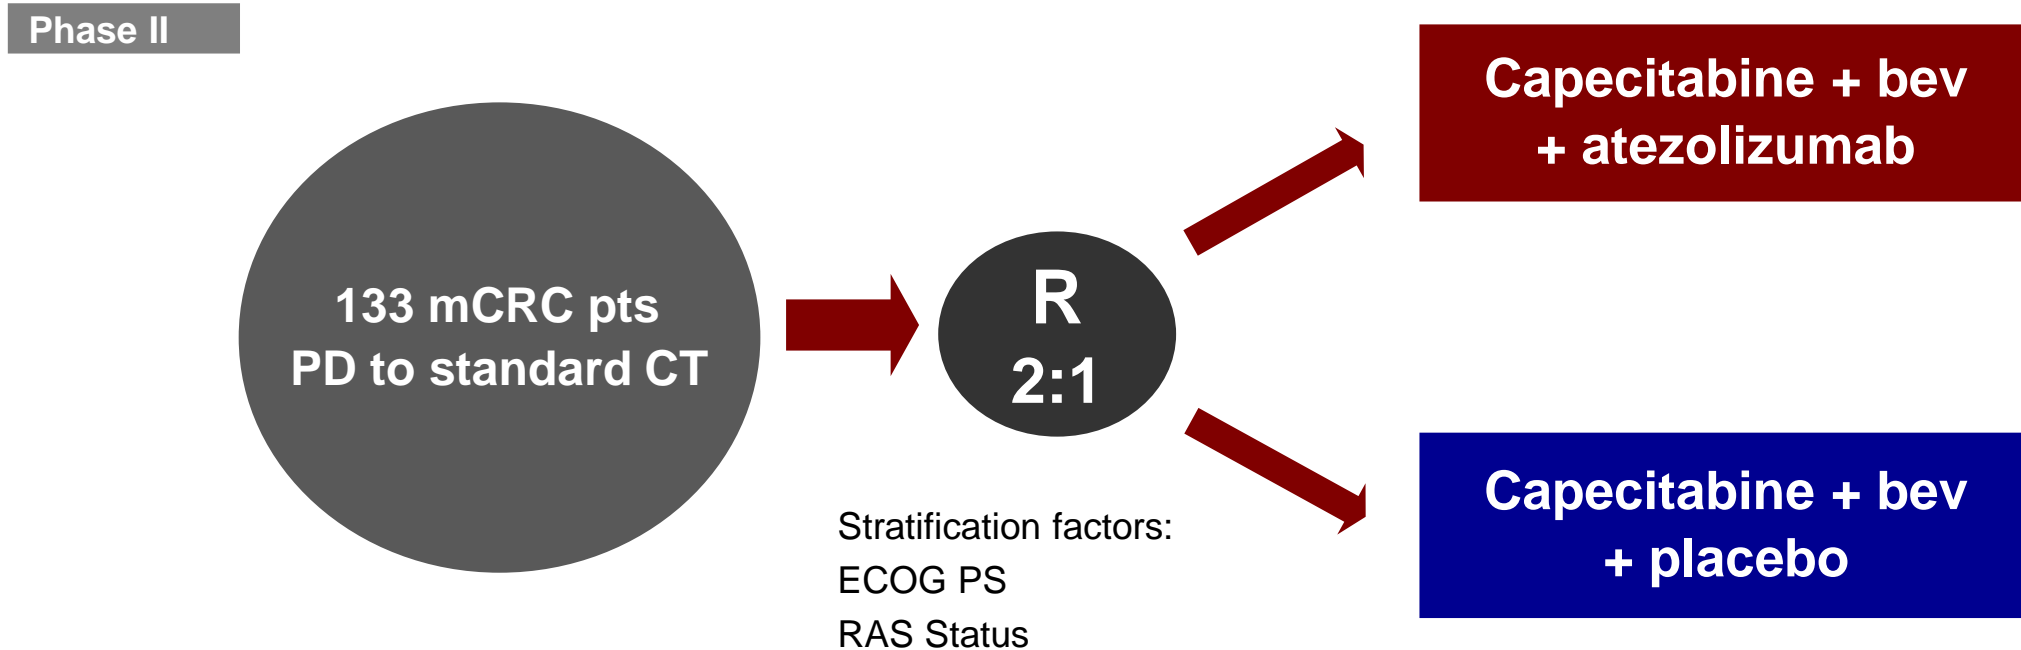 Phase II
133 mCRC pts
PD to standard CT
R
2:1
Stratification factors:
ECOG PS
RAS Status
Capecitabine + bev
+ atezolizumab
Capecitabine + bev
+ placebo